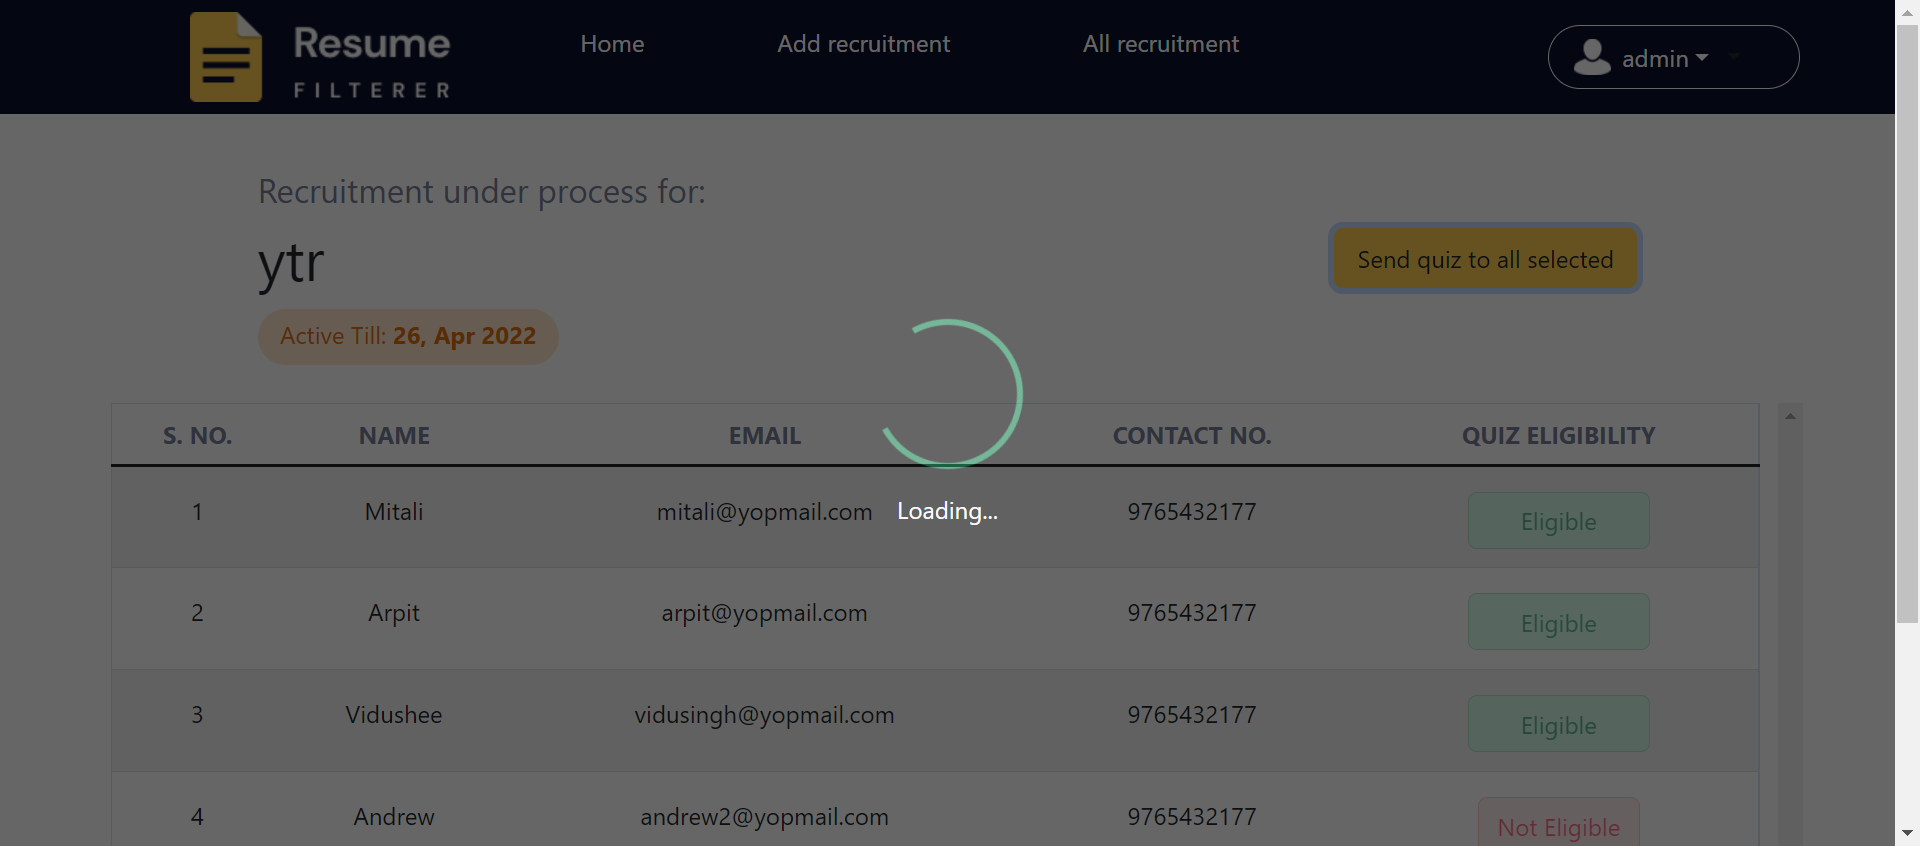 Resume
FILTERER
Home
Add recruitment
All recruitment
admin
Recruitment under process for:
ytr
Send quiz to all selected
Active Till: 26, Apr 2022
S. NO. NAME EMAIL CONTACT NO. QUIZ ELIGIBILITY
1 Mitali mitali@yopmail.com 9765432177 Eligible
Loading...
2 Arpit arpit@yopmail.com 9765432177 Eligible
3 Vidushee vidusingh@yopmail.com 9765432177 Eligible
4 Andrew andrew2@yopmail.com 9765432177 Not Eligible